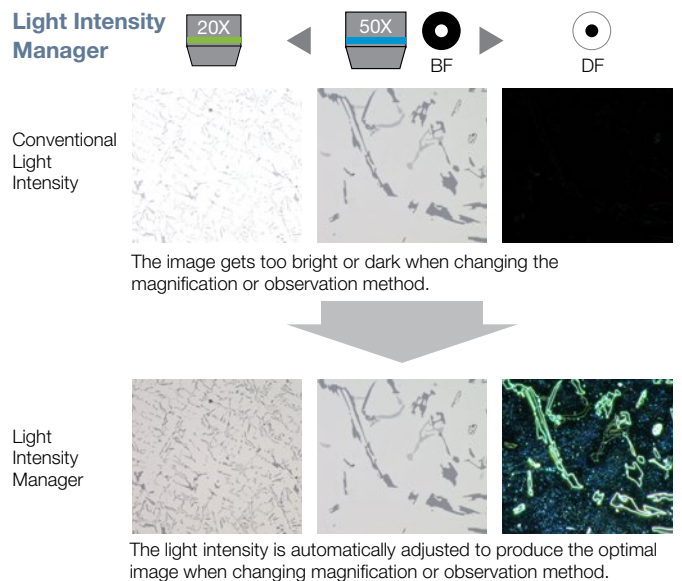 Light Intensity
Manager
20X
50X
BF
DF
Conventional
Light
Intensity
The image gets too bright or dark when changing the
magnification or observation method.
Light
Intensity
Manager
The light intensity is automatically adjusted to produce the optimal
image when changing magnification or observation method.